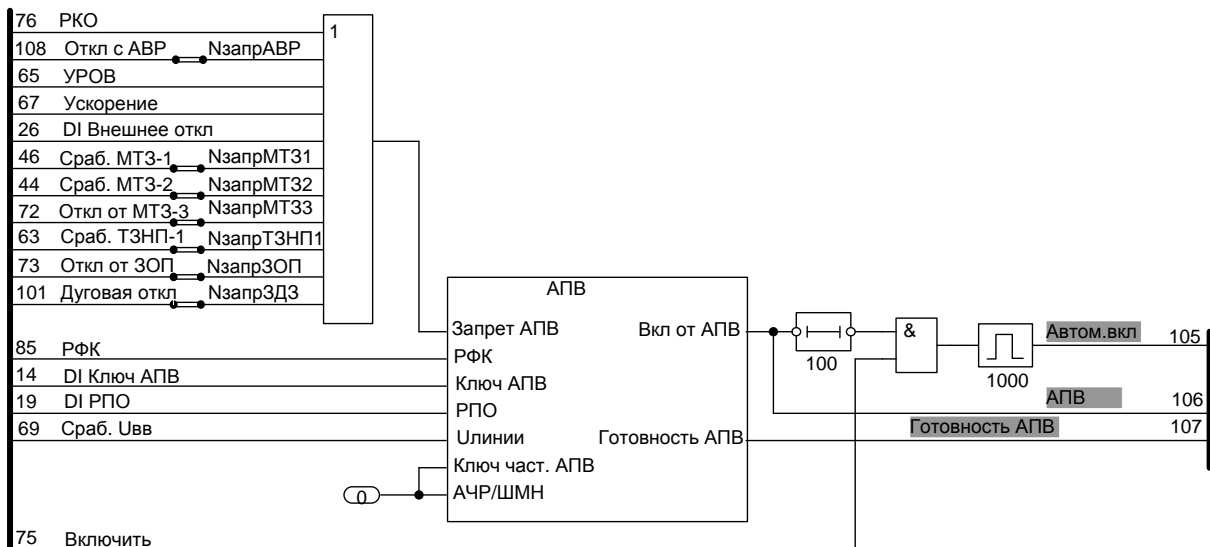 76 РКО
1
108 Откл с АВР NзапрАВР
65 УРОВ
67 Ускорение
26 DI Внешнее откл
46 Сраб. МТЗ-1 NзапрМТЗ1
44 Сраб. МТЗ-2 NзапрМТЗ2
72 Откл от МТЗ-3 NзапрМТЗ3
63 Сраб. ТЗНП-1 NзапрТЗНП1
73 Откл от ЗОП NзапрЗОП
101 Дуговая откл NзапрЗДЗ
АПВ
Запрет АПВ Вкл от АПВ & Автом.вкл 105
85 РФК РФК 100
14 DI Ключ АПВ Ключ АПВ 1000
19 DI РПО РПО АПВ 106
69 Сраб. Uвв Uлинии Готовность АПВ Готовность АПВ 107
Ключ част. АПВ
0 АЧР/ШМН
75 Включить